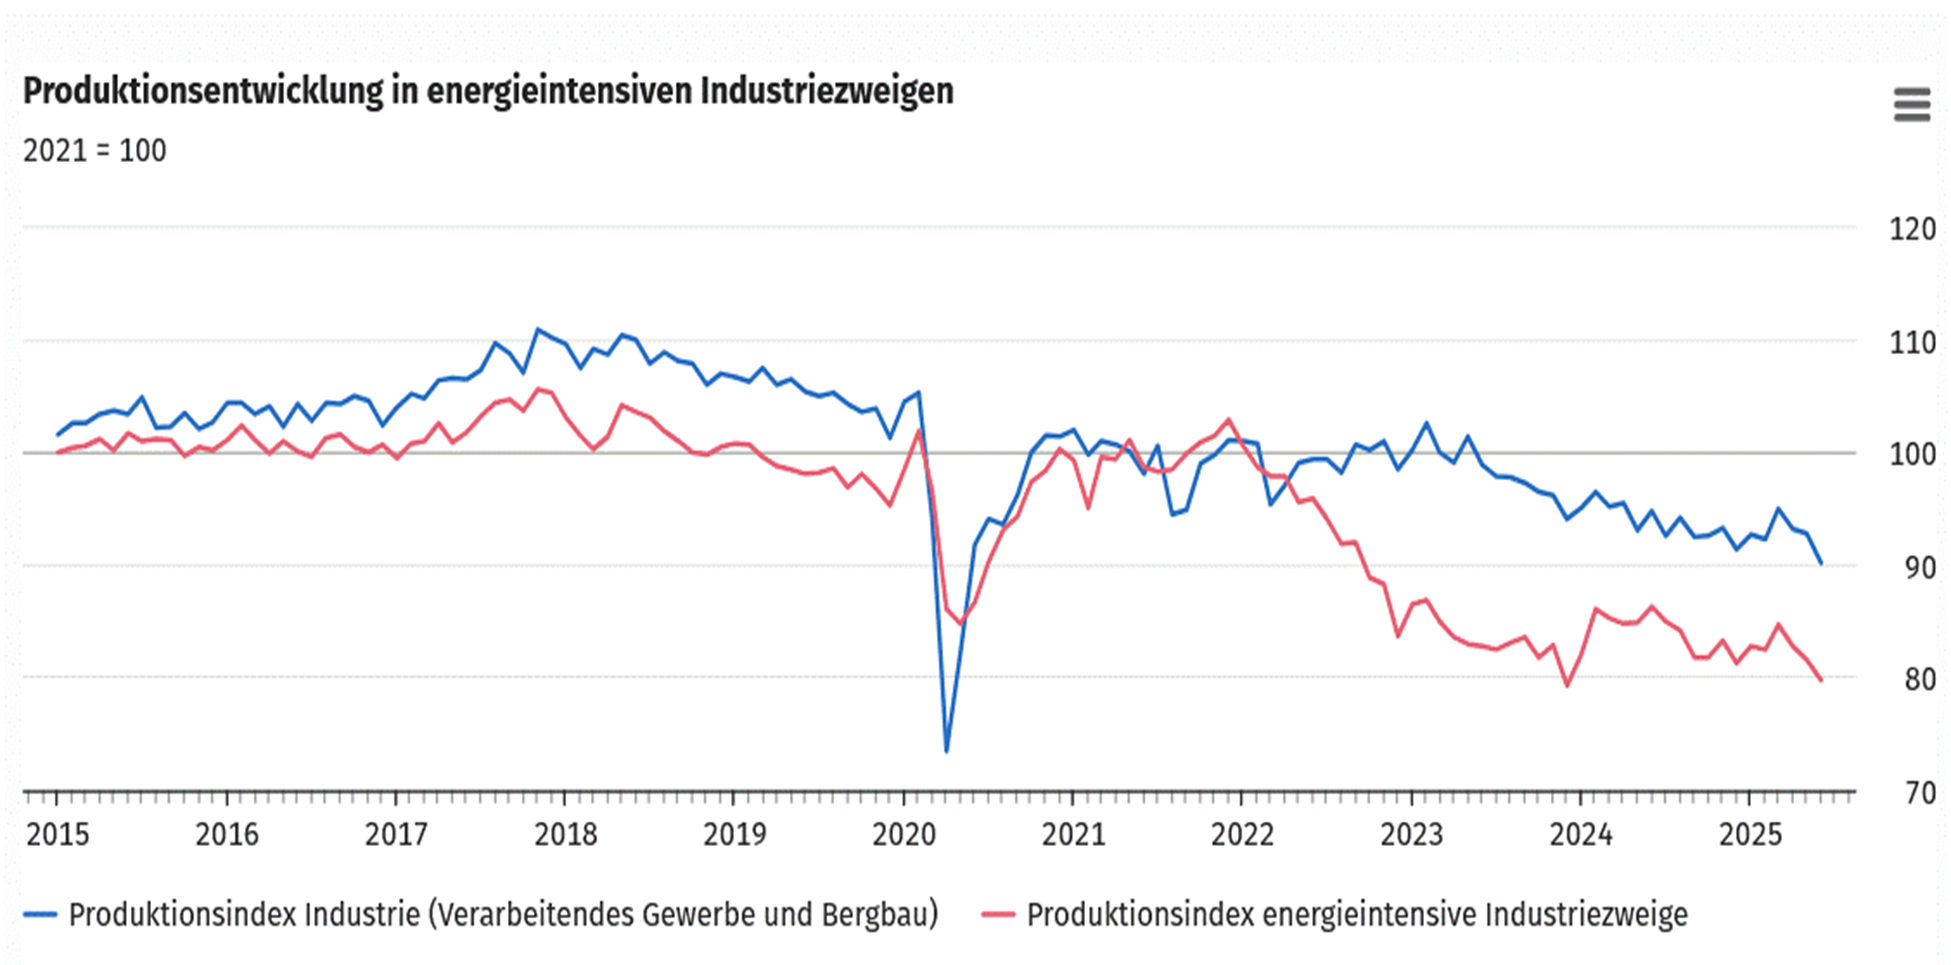 Produktionsentwicklung in energieintensiven Industriezweigen
2021 = 100
120
110
100
90
80
70
2015 2016 2017 2018 2019 2020 2021 2022 2023 2024 2025
Produktionsindex Industrie (Verarbeitendes Gewerbe und Bergbau) Produktionsindex energieintensive Industriezweige